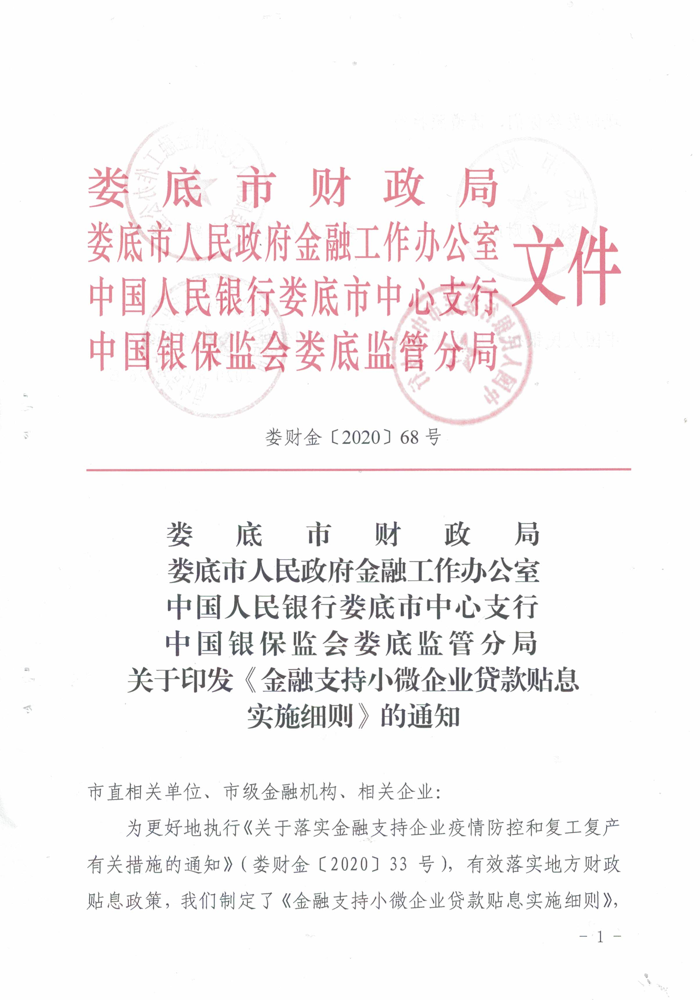 娄底市财政局
娄底市人民政府金融工作办公室
中国人民银行娄底市中心支行
中国银保监会娄底监管分局
文件
娄财金〔2020〕68号
娄底市财政局
娄底市人民政府金融工作办公室
中国人民银行娄底市中心支行
中国银保监会娄底监管分局
关于印发《金融支持小微企业贷款贴息
实施细则》的通知
市直相关单位、市级金融机构、相关企业：
为更好地执行《关于落实金融支持企业疫情防控和复工复产
有关措施的通知》（娄财金〔2020〕33 号），有效落实地方财政
贴息政策，我们制定了《金融支持小微企业贷款贴息实施细则》，
- 1 -